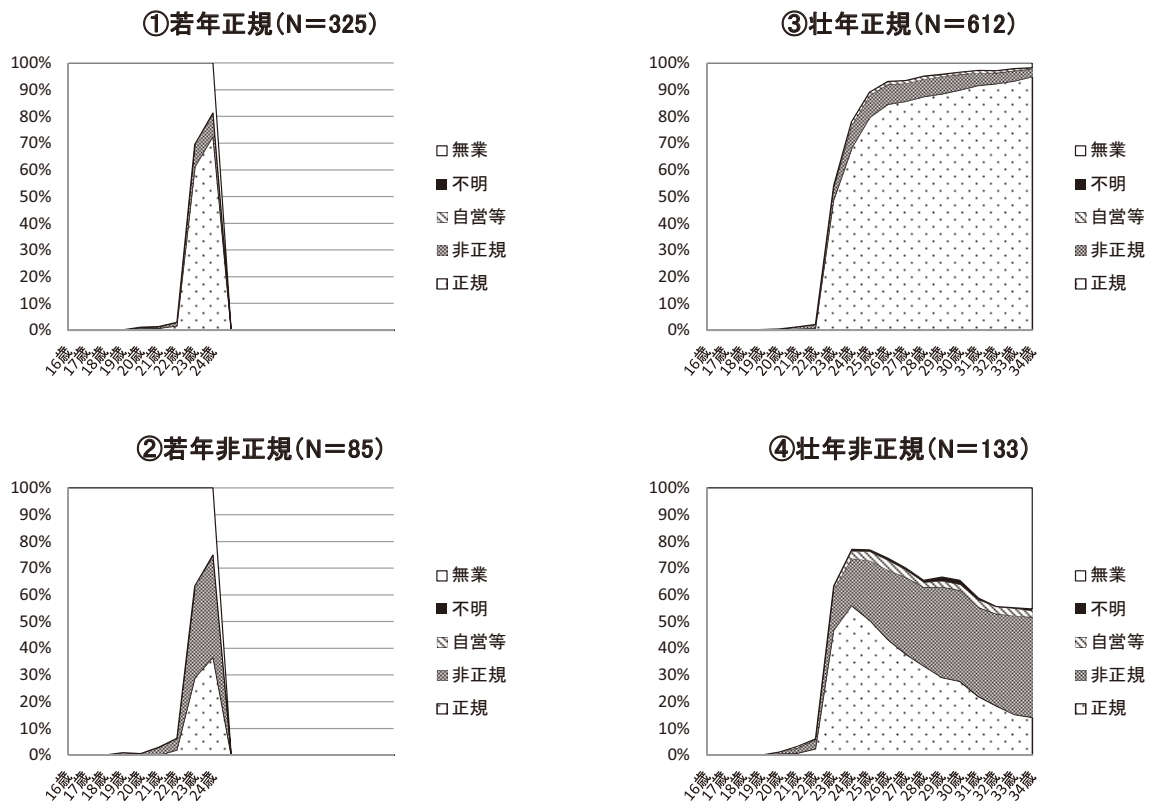 ①若年正規(N＝325)
100%
90%
80%
70%
60%
50%
40%
30%
20%
10%
0%
16歳
17歳
18歳
19歳
20歳
21歳
22歳
23歳
24歳
□無業
■不明
自営等
非正規
正規
③壮年正規(N＝612)
100%
90%
80%
70%
60%
50%
40%
30%
20%
10%
0%
16歳
17歳
18歳
19歳
20歳
21歳
22歳
23歳
24歳
25歳
26歳
27歳
28歳
29歳
30歳
31歳
32歳
33歳
34歳
□無業
■不明
自営等
非正規
正規
②若年非正規(N＝85)
100%
90%
80%
70%
60%
50%
40%
30%
20%
10%
0%
16歳
17歳
18歳
19歳
20歳
21歳
22歳
23歳
24歳
□無業
■不明
自営等
非正規
正規
④壮年非正規(N＝133)
100%
90%
80%
70%
60%
50%
40%
30%
20%
10%
0%
16歳
17歳
18歳
19歳
20歳
21歳
22歳
23歳
24歳
25歳
26歳
27歳
28歳
29歳
30歳
31歳
32歳
33歳
34歳
□無業
■不明
自営等
非正規
正規